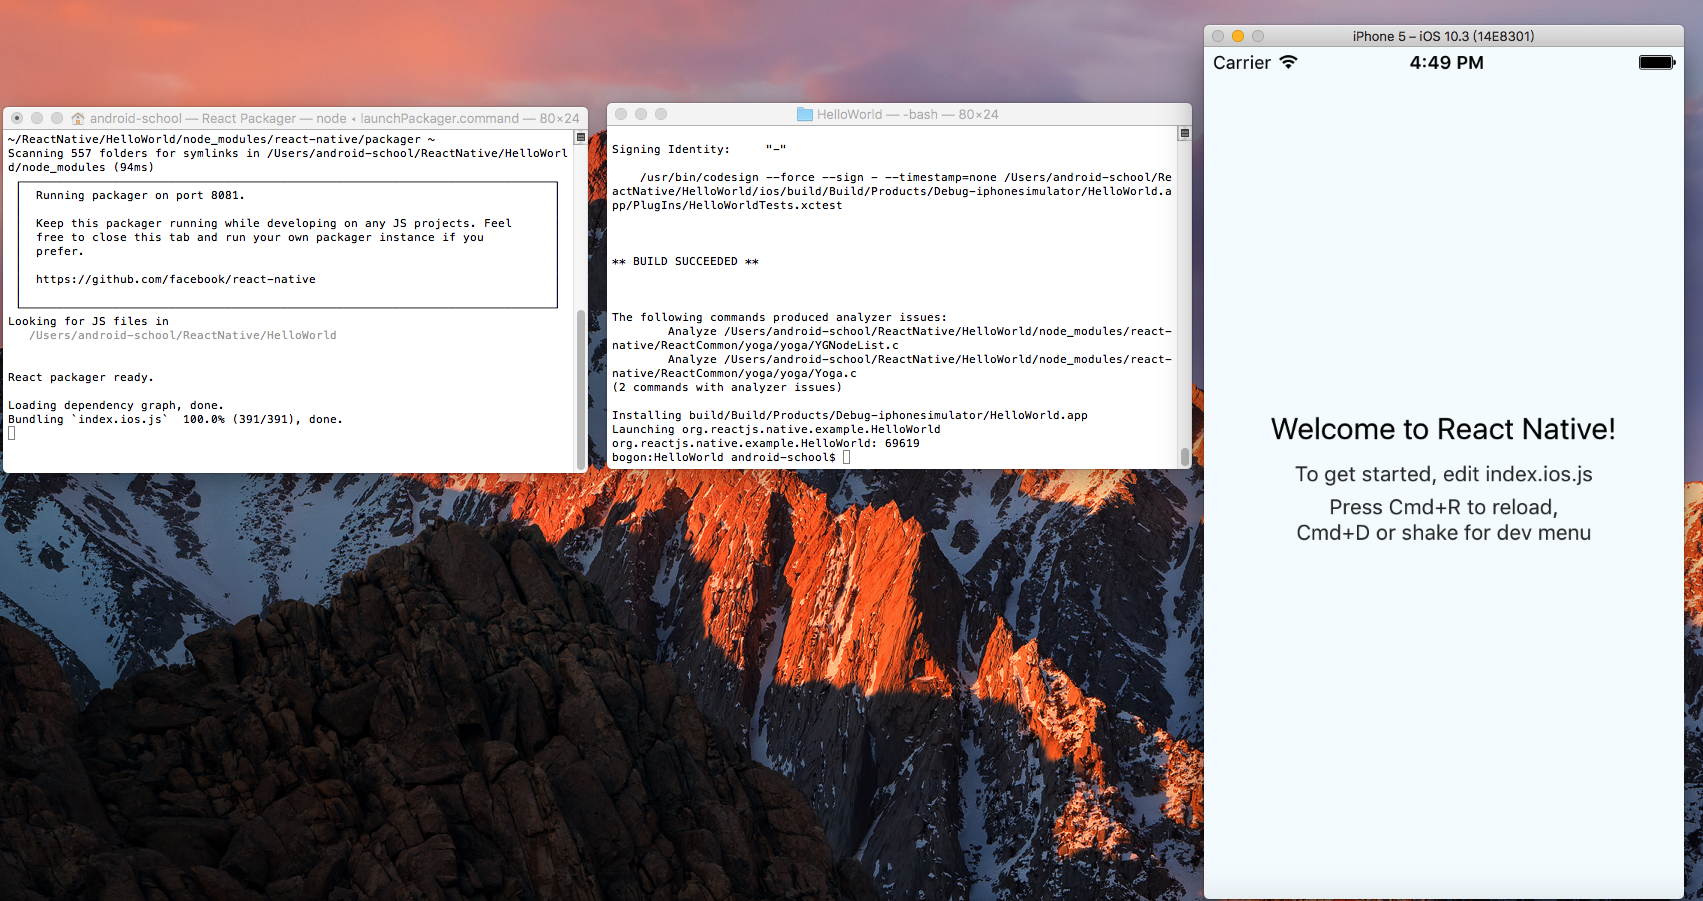 android-school — React Packager — node ‹ launchPackager.command — 80×24
~/ReactNative/HelloWorld/node_modules/react-native/packager ~
Scanning 557 folders for symlinks in /Users/android-school/ReactNative/HelloWorl
d/node_modules (94ms)
Running packager on port 8081.
Keep this packager running while developing on any JS projects. Feel
free to close this tab and run your own packager instance if you
prefer.
https://github.com/facebook/react-native
Looking for JS files in
/Users/android-school/ReactNative/HelloWorld
React packager ready.
Loading dependency graph, done.
Bundling `index.ios.js`  100.0% (391/391), done.
HelloWorld — -bash — 80×24
Signing Identity:     "-"
/usr/bin/codesign --force --sign - --timestamp=none /Users/android-school/Re
actNative/HelloWorld/ios/build/Build/Products/Debug-iphonesimulator/HelloWorld.a
pp/PlugIns/HelloWorldTests.xctest
** BUILD SUCCEEDED **
The following commands produced analyzer issues:
Analyze /Users/android-school/ReactNative/HelloWorld/node_modules/react-
native/ReactCommon/yoga/yoga/YGNodeList.c
Analyze /Users/android-school/ReactNative/HelloWorld/node_modules/react-
native/ReactCommon/yoga/yoga/Yoga.c
(2 commands with analyzer issues)
Installing build/Build/Products/Debug-iphonesimulator/HelloWorld.app
Launching org.reactjs.native.example.HelloWorld
org.reactjs.native.example.HelloWorld: 69619
bogon:HelloWorld android-school$
iPhone 5 – iOS 10.3 (14E8301)
Carrier 4:49 PM
Welcome to React Native!
To get started, edit index.ios.js
Press Cmd+R to reload,
Cmd+D or shake for dev menu